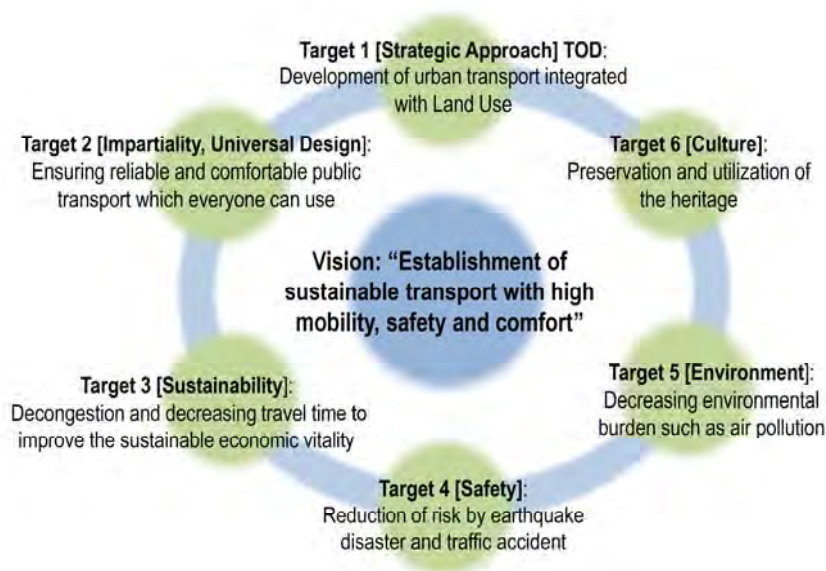 Target 1 [Strategic Approach] TOD:
Development of urban transport integrated
with Land Use
Target 2 [Impartiality, Universal Design]:
Ensuring reliable and comfortable public
transport which everyone can use
Target 6 [Culture]:
Preservation and utilization of
the heritage
Vision: “Establishment of
sustainable transport with high
mobility, safety and comfort”
Target 3 [Sustainability]:
Decongestion and decreasing travel time to
improve the sustainable economic vitality
Target 5 [Environment]:
Decreasing environmental
burden such as air pollution
Target 4 [Safety]:
Reduction of risk by earthquake
disaster and traffic accident